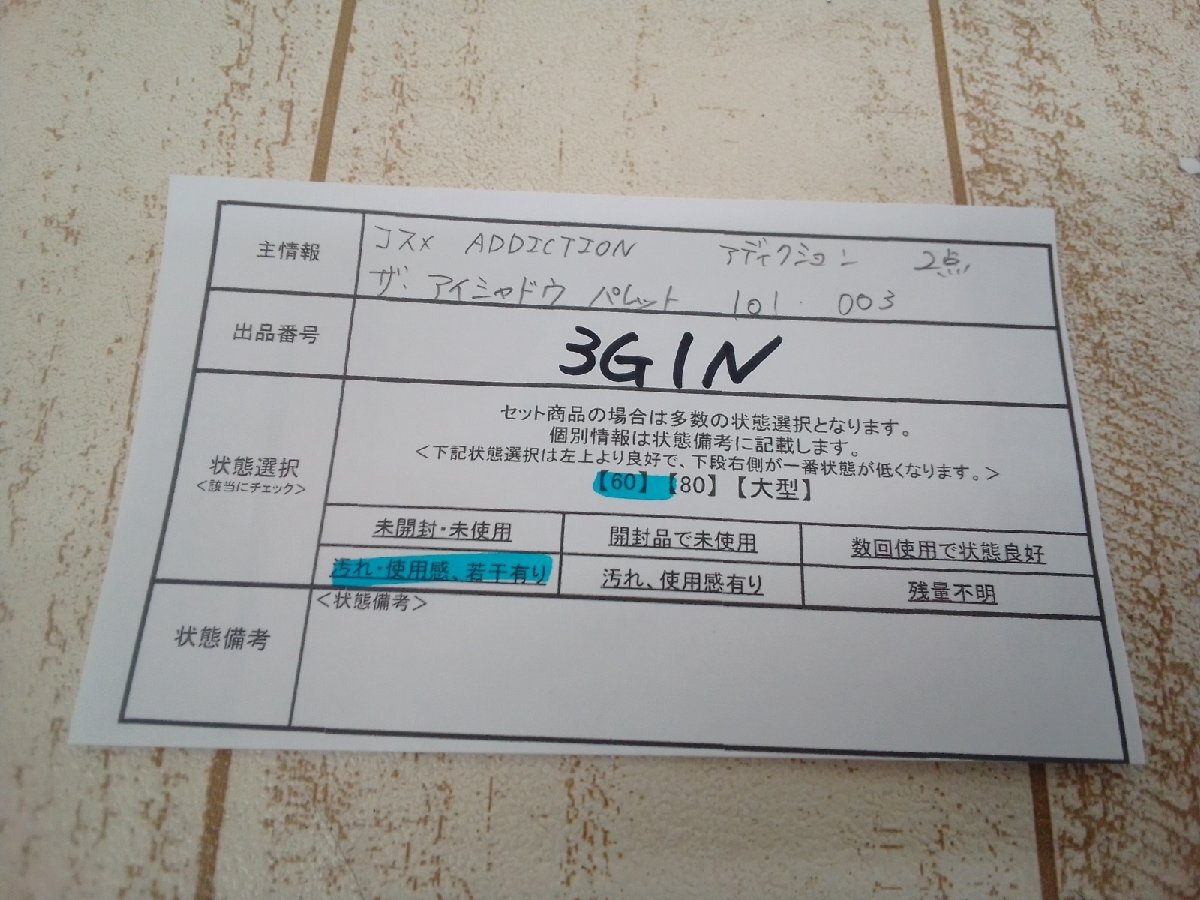 主情報
コスメ ADDICTION アディクション 2点
ザ・アイシャドウ パレット 101・003
出品番号
3G1N
状態選択
<該当にチェック>
セット商品の場合は多数の状態選択となります。
個別情報は状態備考に記載します。
<下記状態選択は左上より良好で、下段右側が一番状態が低くなります。>
【60】【80】【大型】
未開封・未使用 開封品で未使用 数回使用で状態良好
汚れ・使用感、若干有り 汚れ、使用感有り 残量不明
状態備考
<状態備考>